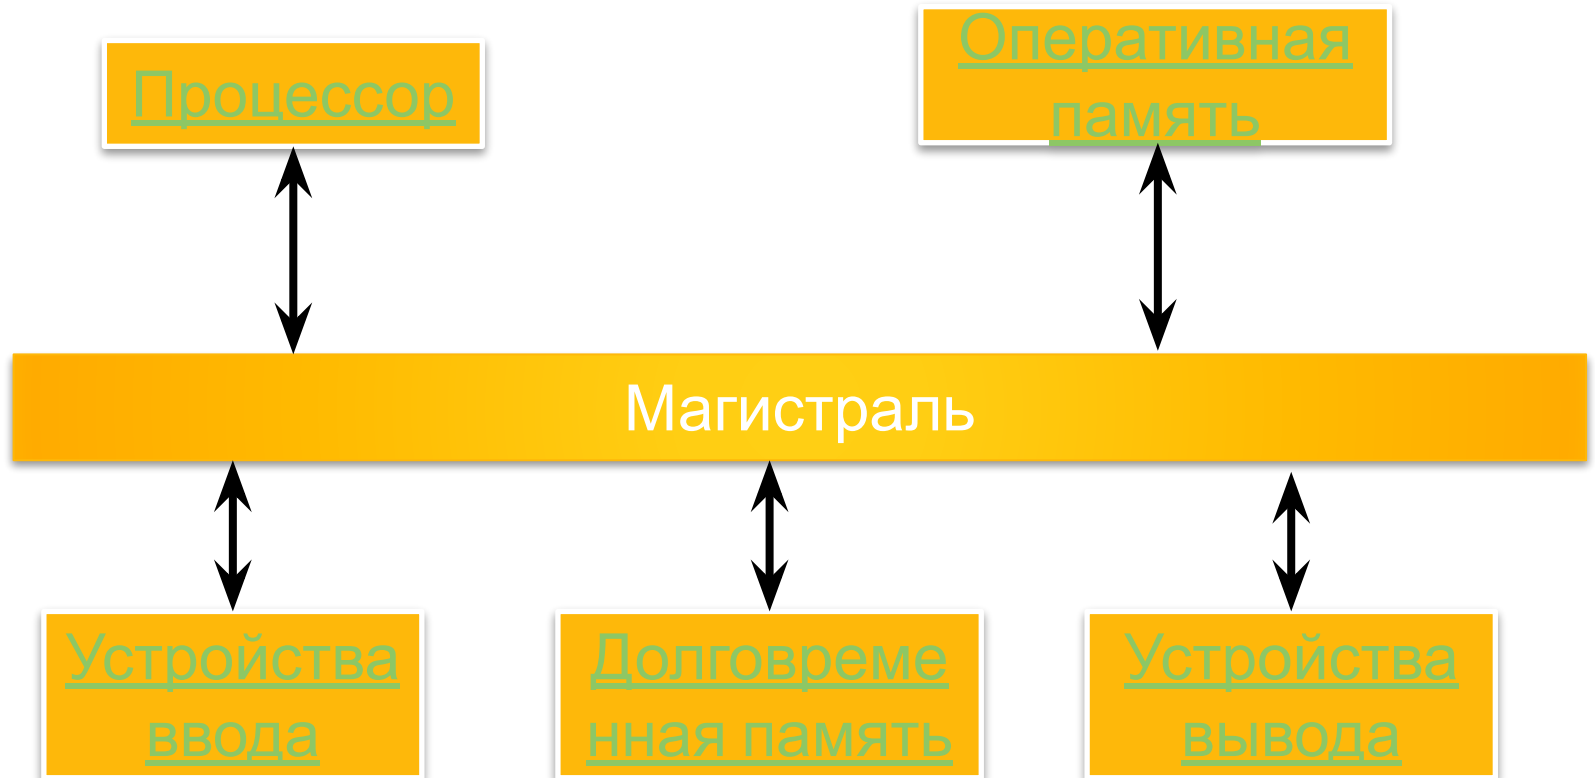 Процессор
Оперативная
память
Магистраль
Устройства
ввода
Долговреме
нная память
Устройства
вывода